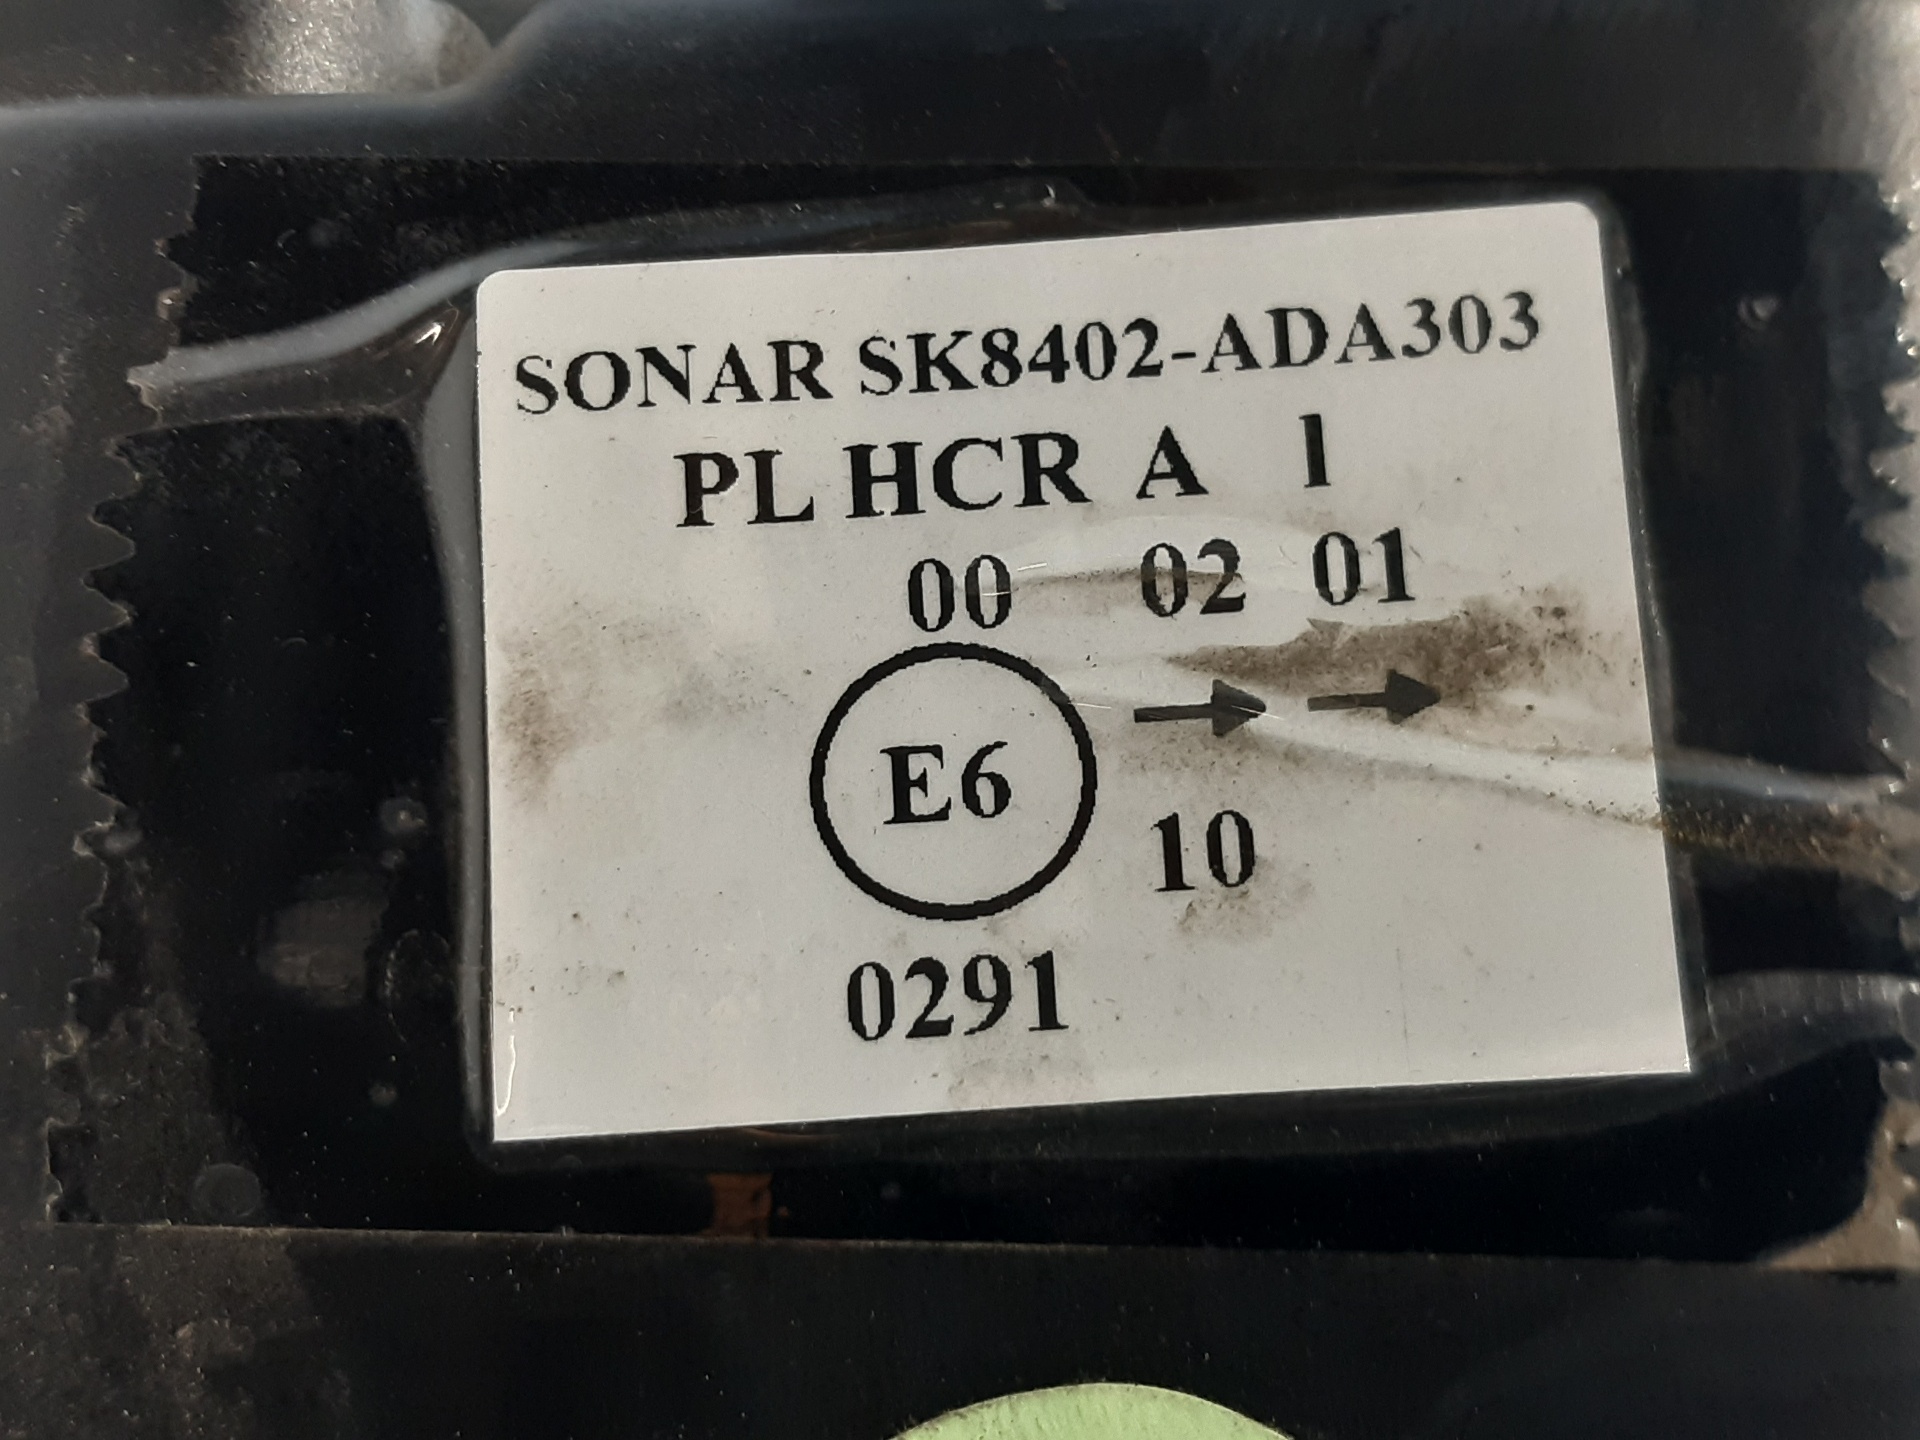 SONAR SK8402-ADA303
PL HCR A 1
00 02 01
→ →
E6
10
0291